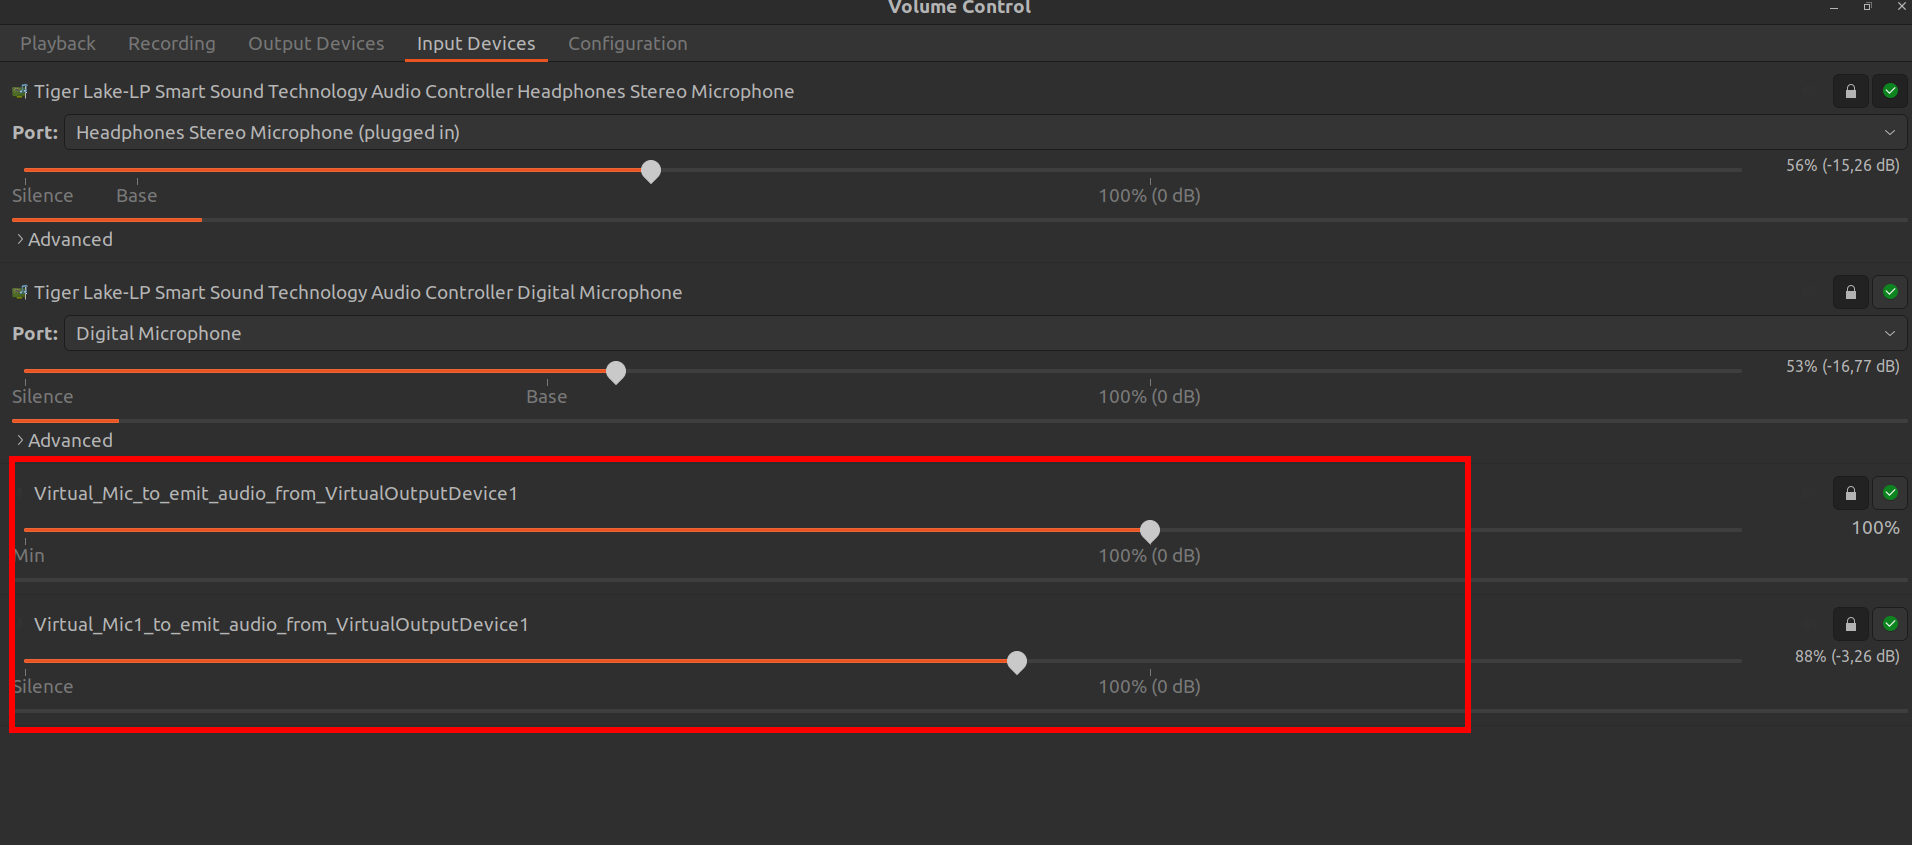 Volume Control
Playback Recording Output Devices Input Devices Configuration
Tiger Lake-LP Smart Sound Technology Audio Controller Headphones Stereo Microphone
Port: Headphones Stereo Microphone (plugged in)
56% (-15,26 dB)
Silence Base 100% (0 dB)
Advanced
Tiger Lake-LP Smart Sound Technology Audio Controller Digital Microphone
Port: Digital Microphone
53% (-16,77 dB)
Silence Base 100% (0 dB)
Advanced
Virtual_Mic_to_emit_audio_from_VirtualOutputDevice1
100%
Min 100% (0 dB)
Virtual_Mic1_to_emit_audio_from_VirtualOutputDevice1
88% (-3,26 dB)
Silence 100% (0 dB)